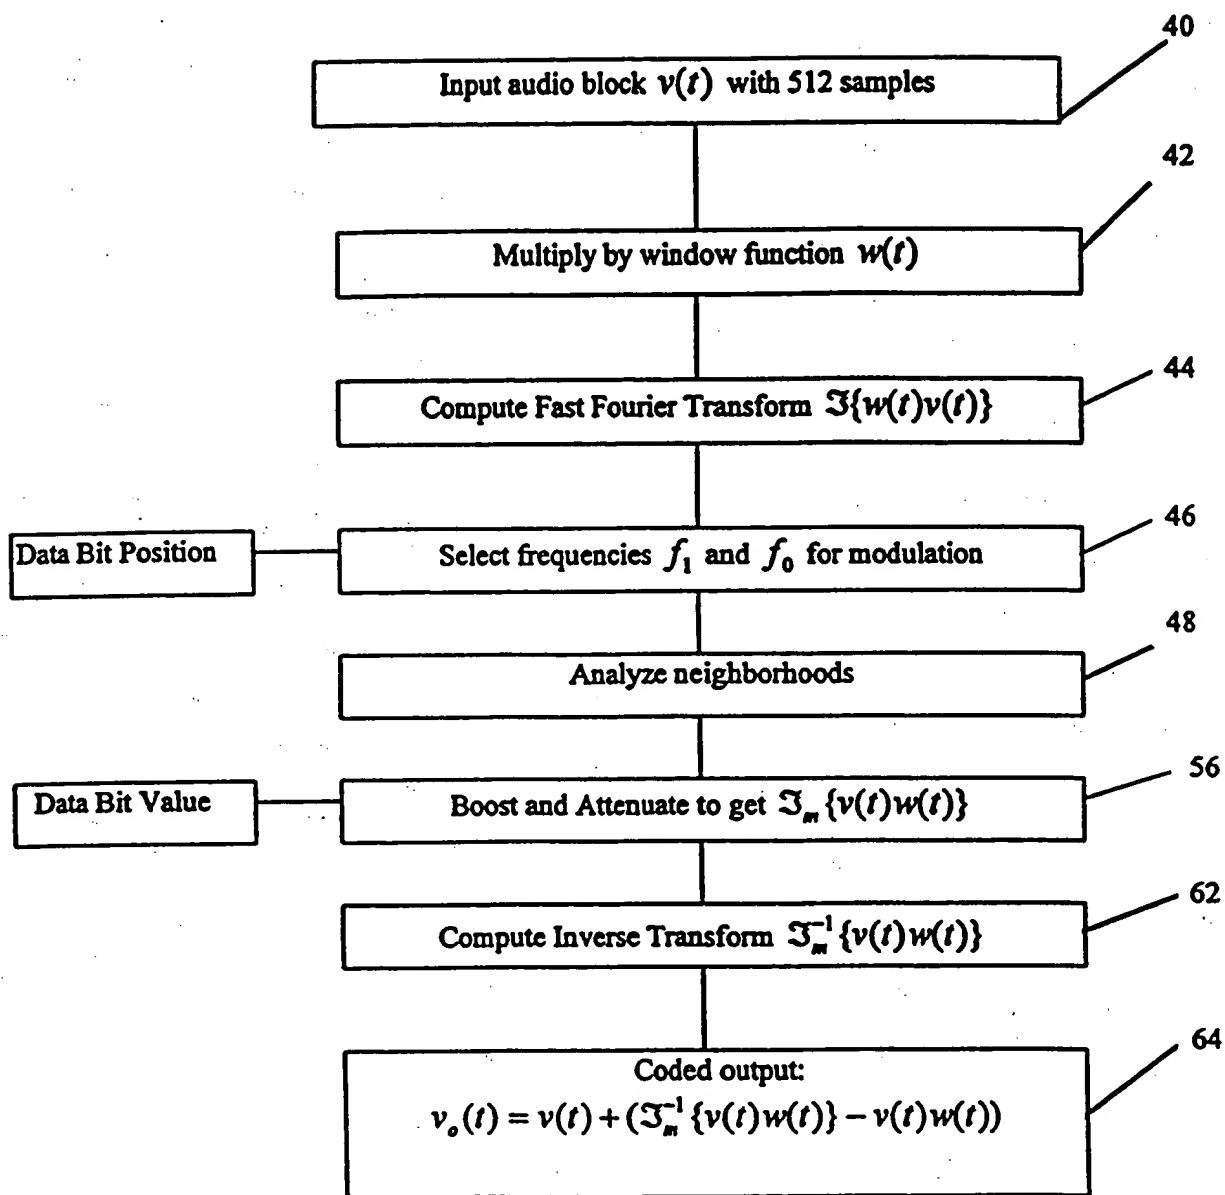 40
Input audio block v(t) with 512 samples
42
Multiply by window function w(t)
44
Compute Fast Fourier Transform ℑ{w(t)v(t)}
46
Data Bit Position
Select frequencies f₁ and f₀ for modulation
48
Analyze neighborhoods
56
Data Bit Value
Boost and Attenuate to get ℑₘ{v(t)w(t)}
62
Compute Inverse Transform ℑₘ⁻¹{v(t)w(t)}
64
Coded output:
vₒ(t) = v(t) + (ℑₘ⁻¹{v(t)w(t)} − v(t)w(t))